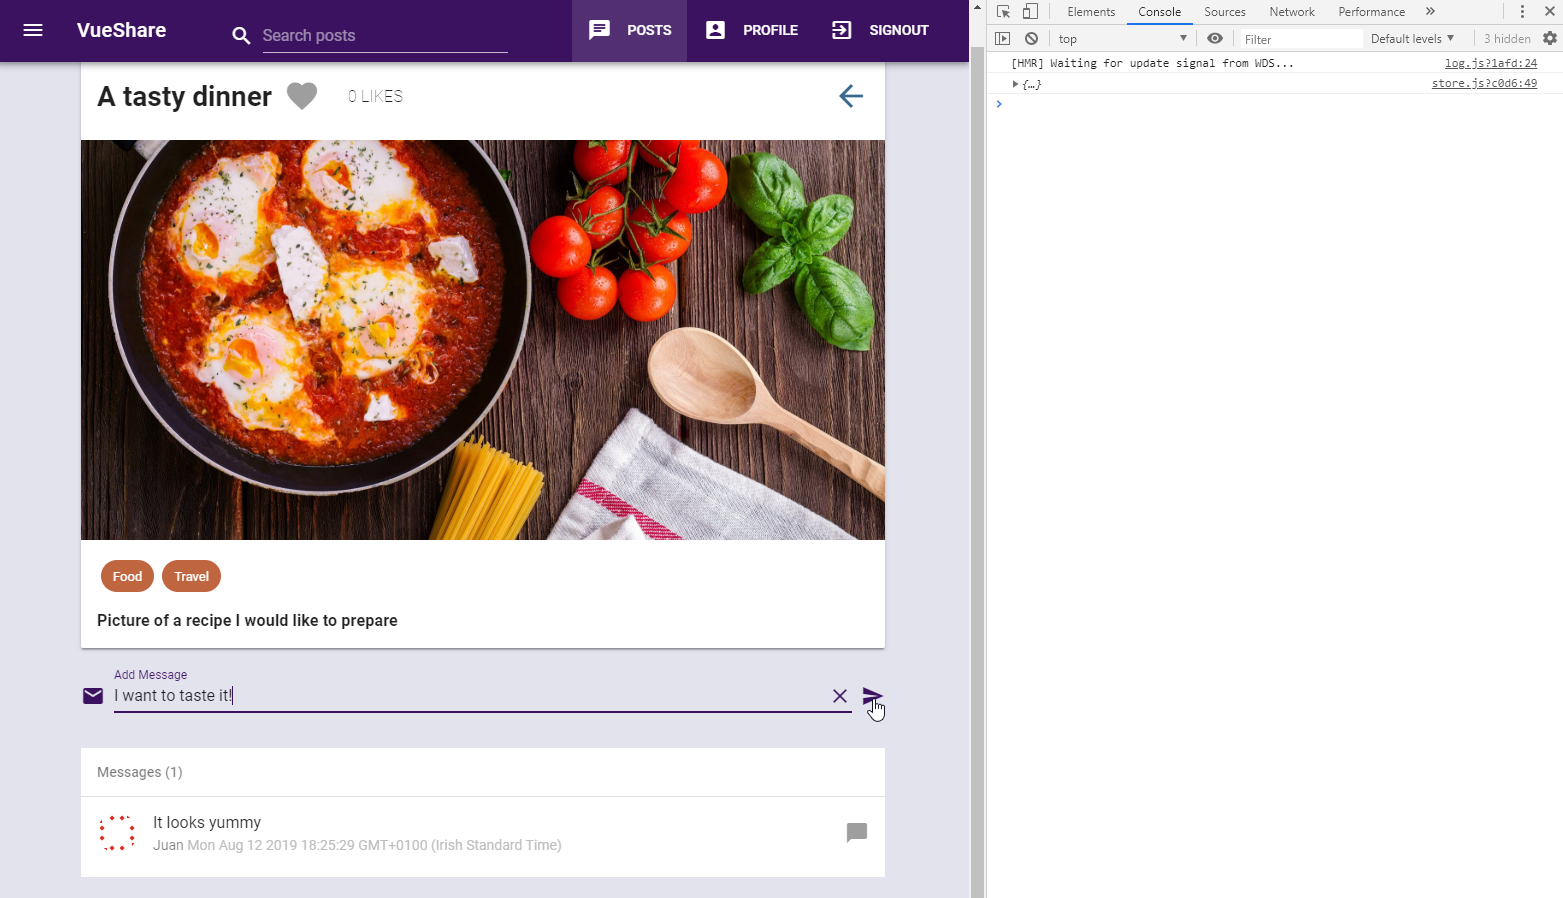 VueShare
Search posts
POSTS
PROFILE
SIGNOUT
A tasty dinner
0 LIKES
Food
Travel
Picture of a recipe I would like to prepare
Add Message
I want to taste it!
Messages (1)
It looks yummy
Juan Mon Aug 12 2019 18:25:29 GMT+0100 (Irish Standard Time)
Elements Console Sources Network Performance »
top Filter Default levels 3 hidden
[HMR] Waiting for update signal from WDS... log.js?1afd:24
{…} store.js?c0d6:49